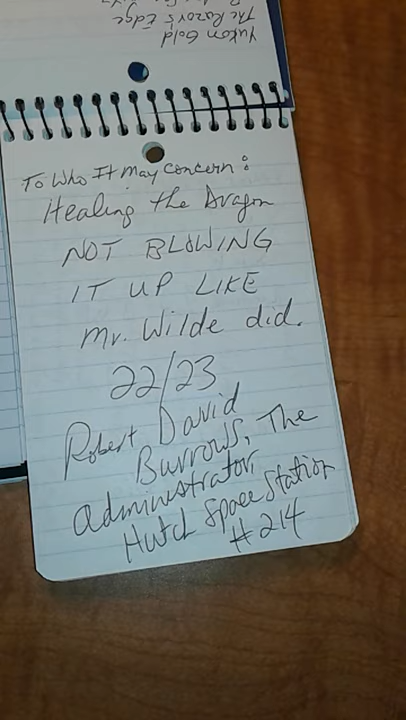 Yukon Gold
The Razor's Edge
To Who It May Concern:
Healing the Dragon
NOT BLOWING
IT UP LIKE
Mr. Wilde did.
22/23
Robert David
Burrows, The
administrator,
Hutch Space Station
#214